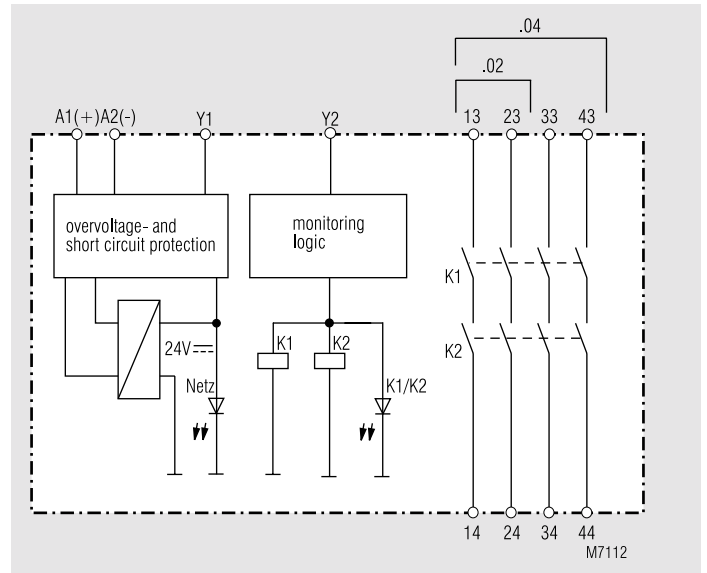 .04
.02
A1(+) A2(-) Y1 Y2 13 23 33 43
overvoltage- and
short circuit protection
monitoring
logic
K1
24V
K1 K2
K2
Netz
K1/K2
14 24 34 44
M7112